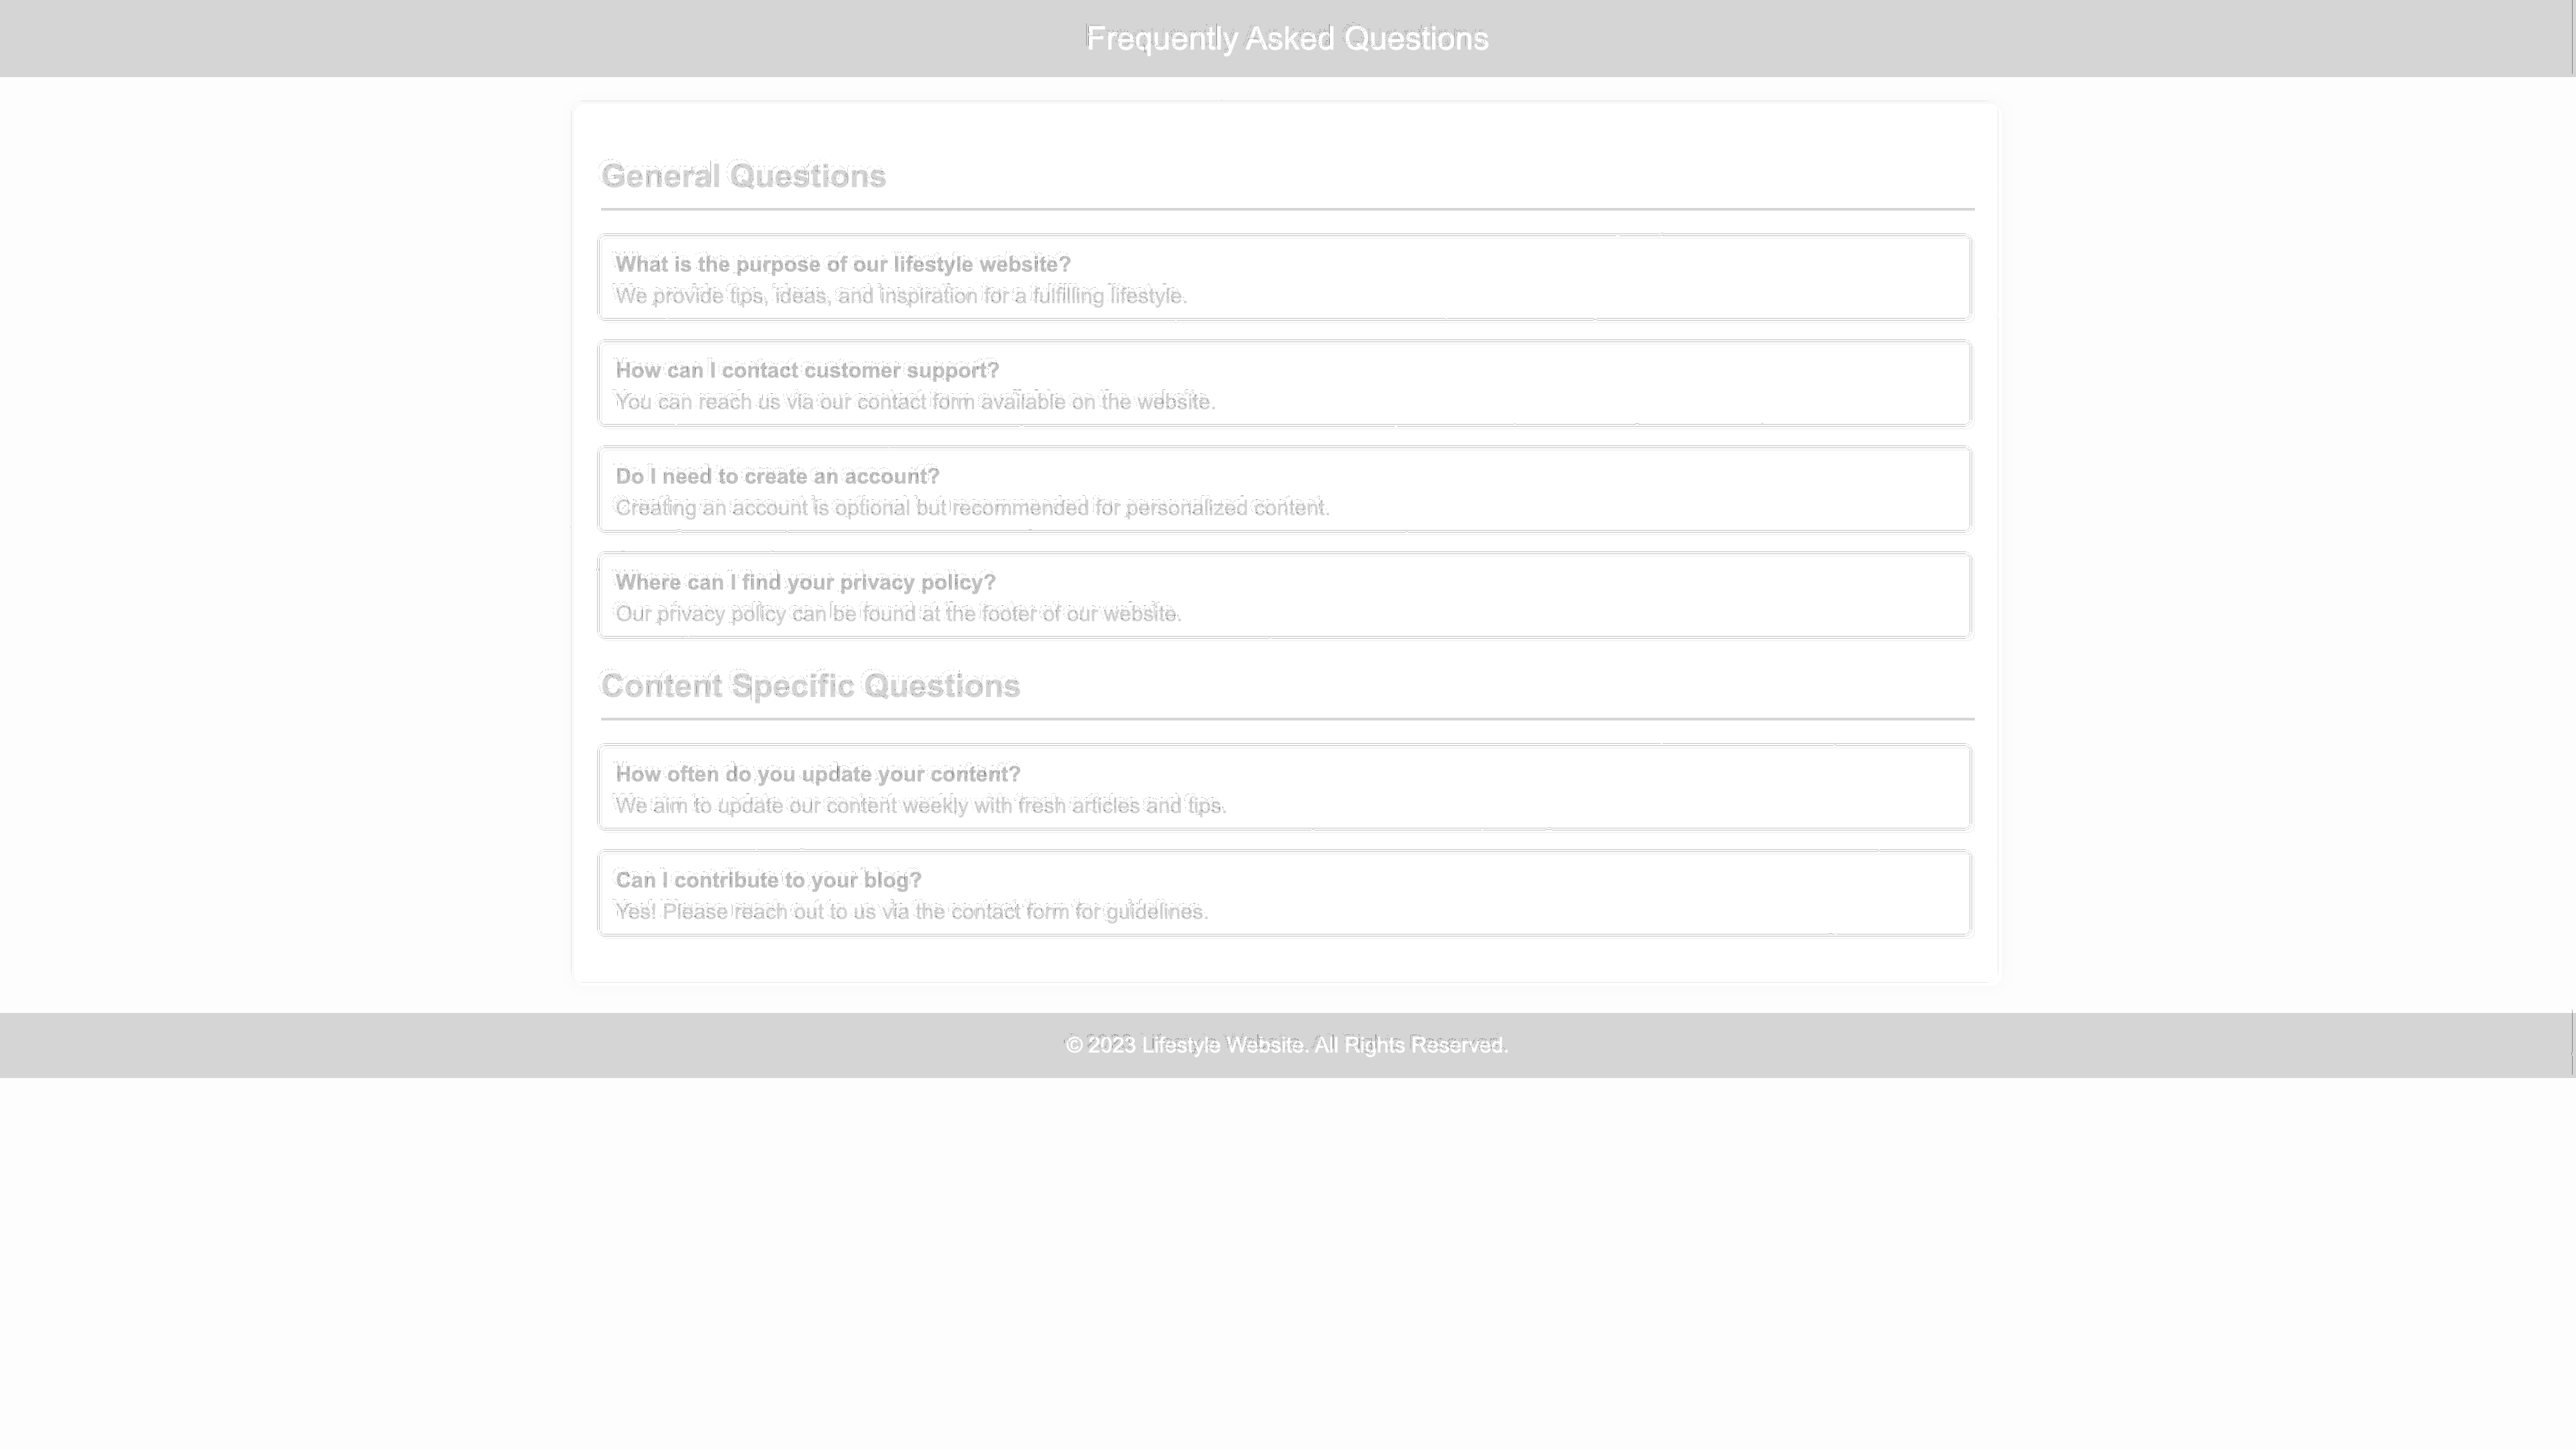 Frequently Asked Questions
General Questions
What is the purpose of our lifestyle website?
We provide tips, ideas, and inspiration for a fulfilling lifestyle.
How can I contact customer support?
You can reach us via our contact form available on the website.
Do I need to create an account?
Creating an account is optional but recommended for personalized content.
Where can I find your privacy policy?
Our privacy policy can be found at the footer of our website.
Content Specific Questions
How often do you update your content?
We aim to update our content weekly with fresh articles and tips.
Can I contribute to your blog?
Yes! Please reach out to us via the contact form for guidelines.
© 2023 Lifestyle Website. All Rights Reserved.